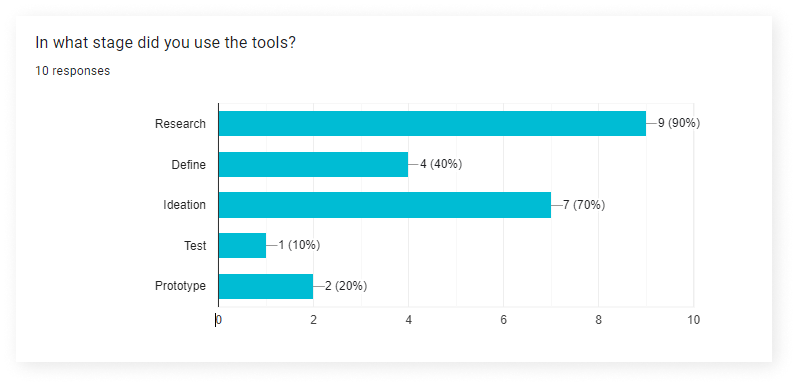 In what stage did you use the tools?
10 responses
Research 9 (90%)
Define 4 (40%)
Ideation 7 (70%)
Test 1 (10%)
Prototype 2 (20%)
0 2 4 6 8 10